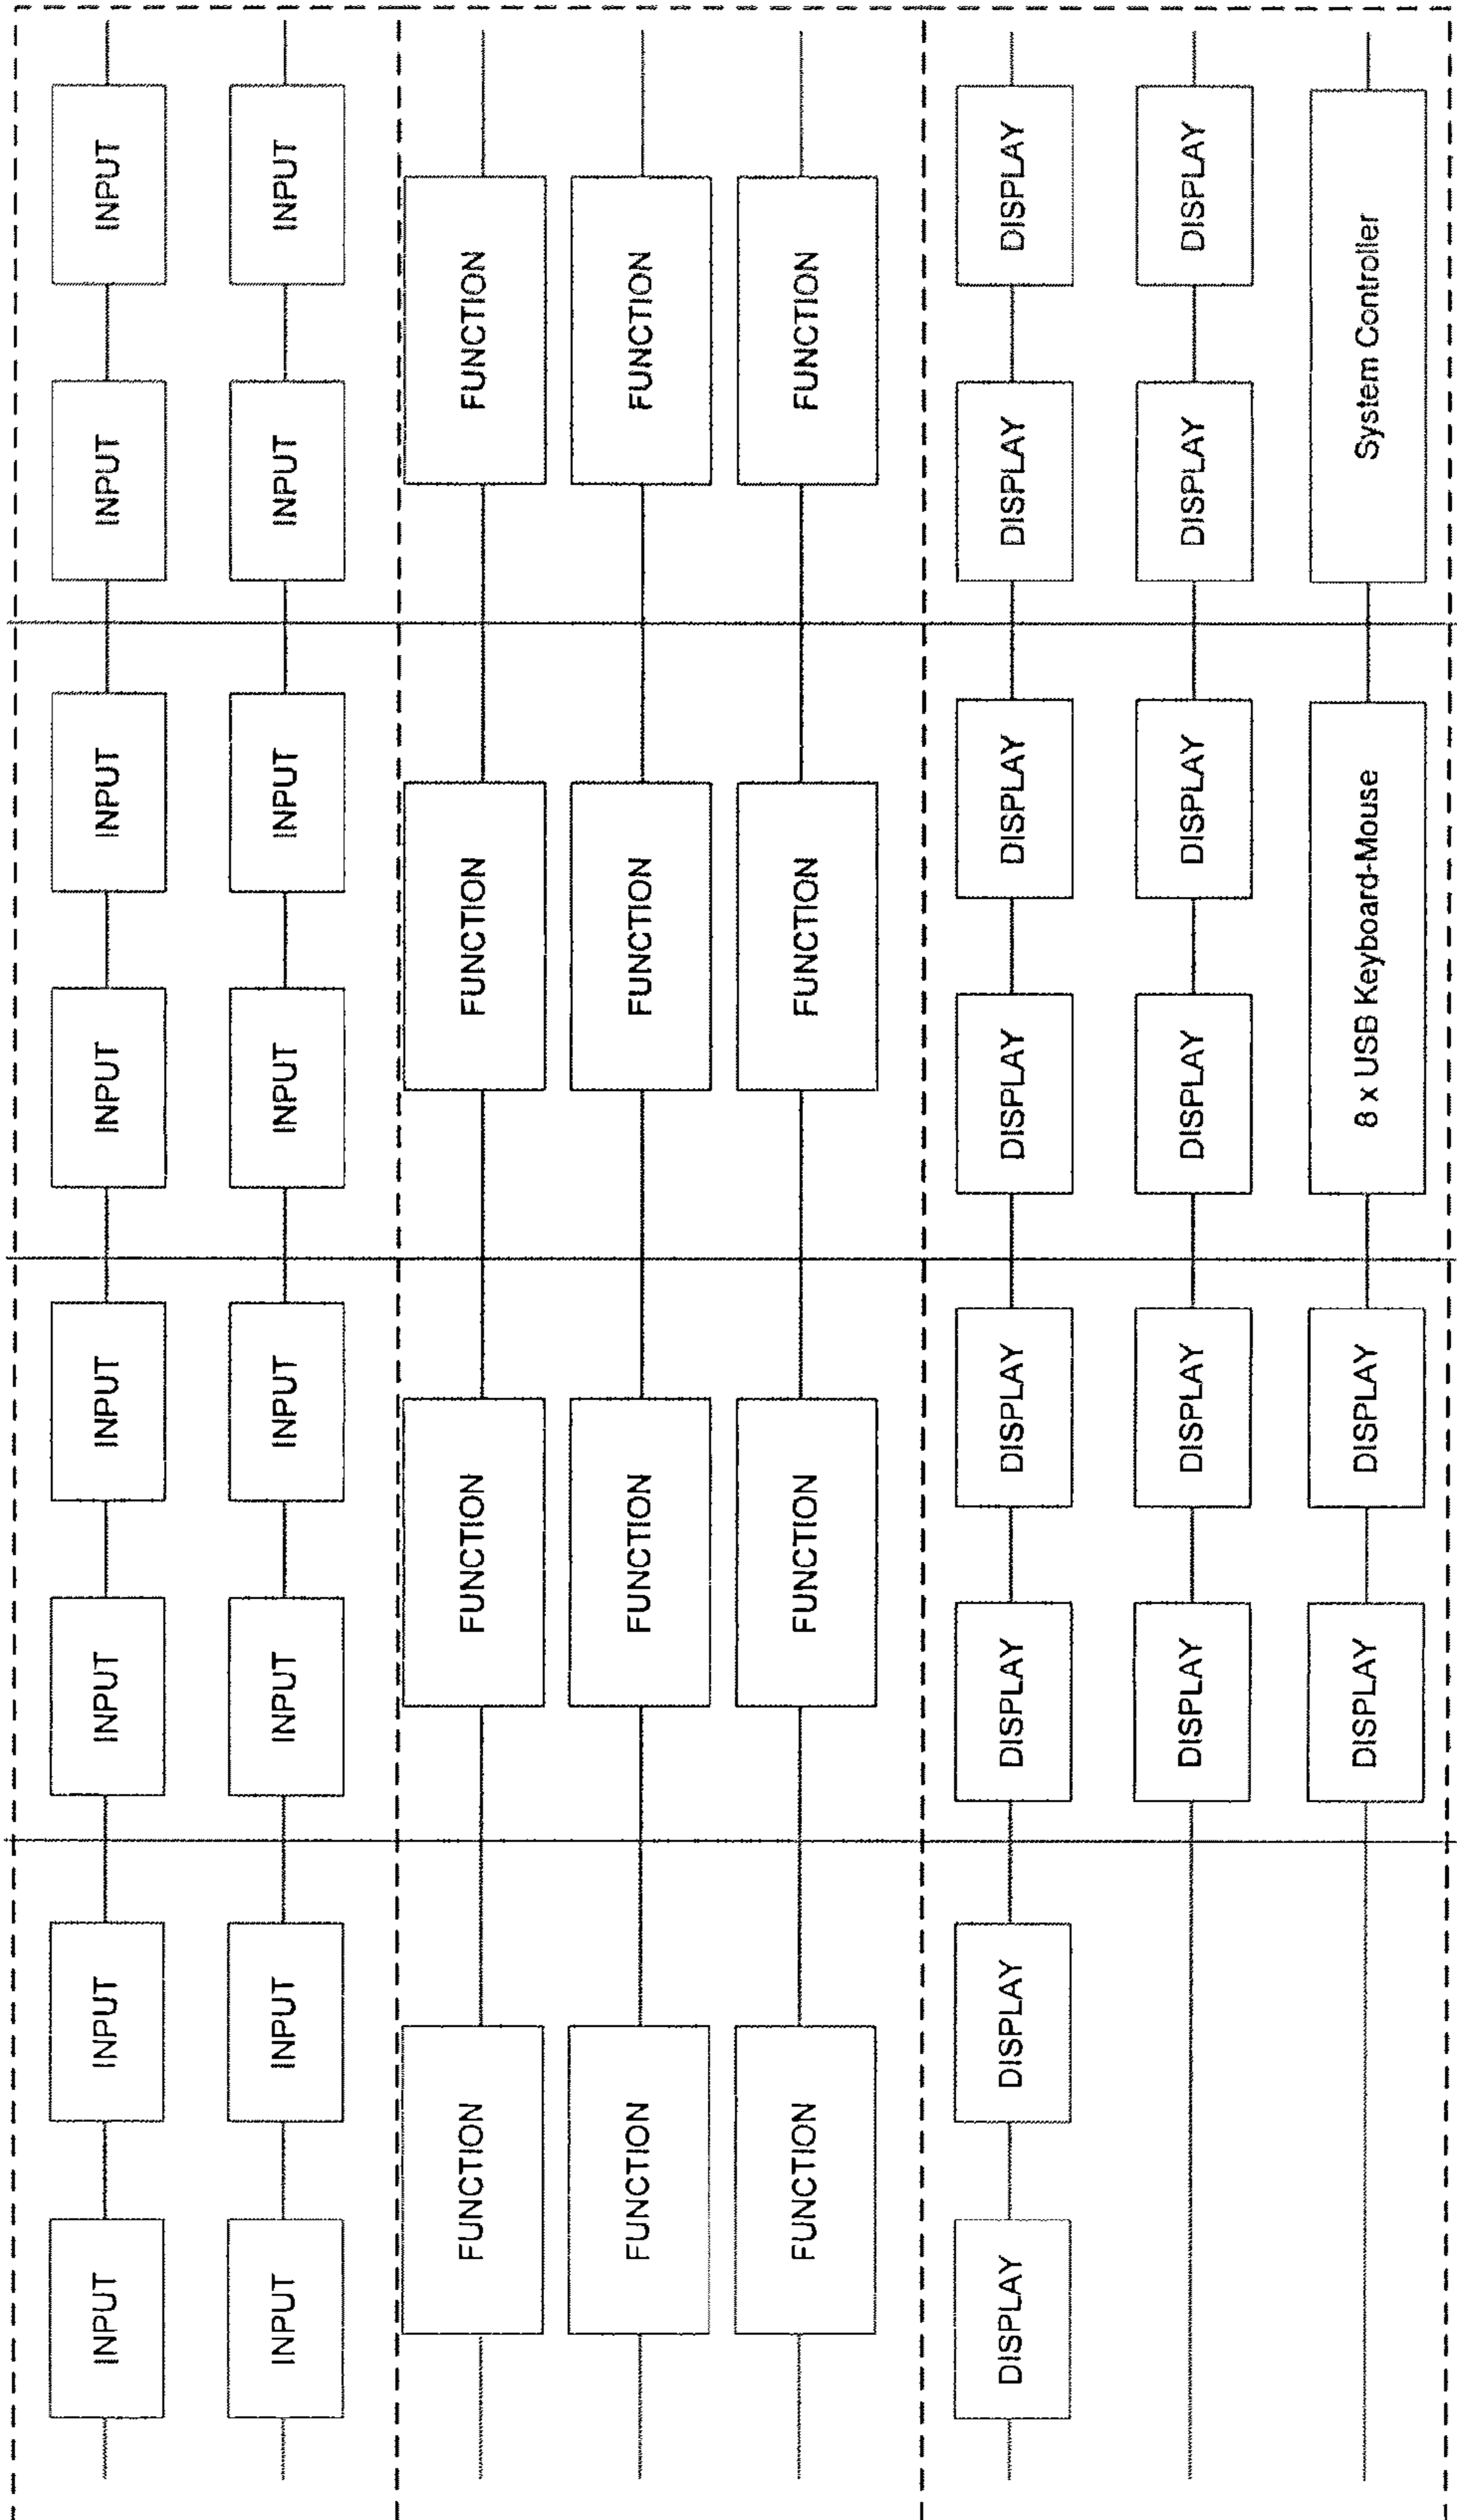 INPUT INPUT INPUT INPUT INPUT INPUT INPUT INPUT
INPUT INPUT INPUT INPUT INPUT INPUT INPUT INPUT
FUNCTION FUNCTION FUNCTION FUNCTION
FUNCTION FUNCTION FUNCTION FUNCTION
FUNCTION FUNCTION FUNCTION FUNCTION
DISPLAY DISPLAY DISPLAY DISPLAY DISPLAY DISPLAY DISPLAY DISPLAY
DISPLAY DISPLAY DISPLAY DISPLAY DISPLAY DISPLAY
DISPLAY DISPLAY 8 x USB Keyboard-Mouse System Controller